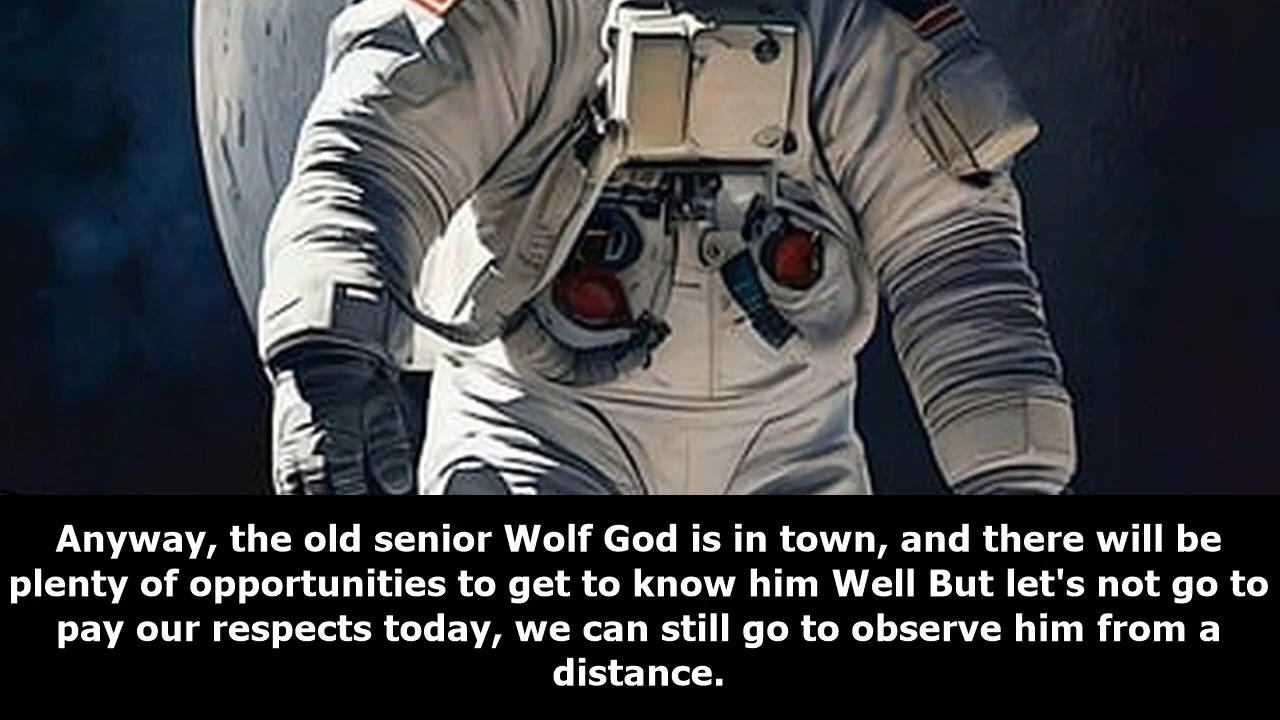 Anyway, the old senior Wolf God is in town, and there will be
plenty of opportunities to get to know him Well But let's not go to
pay our respects today, we can still go to observe him from a
distance.